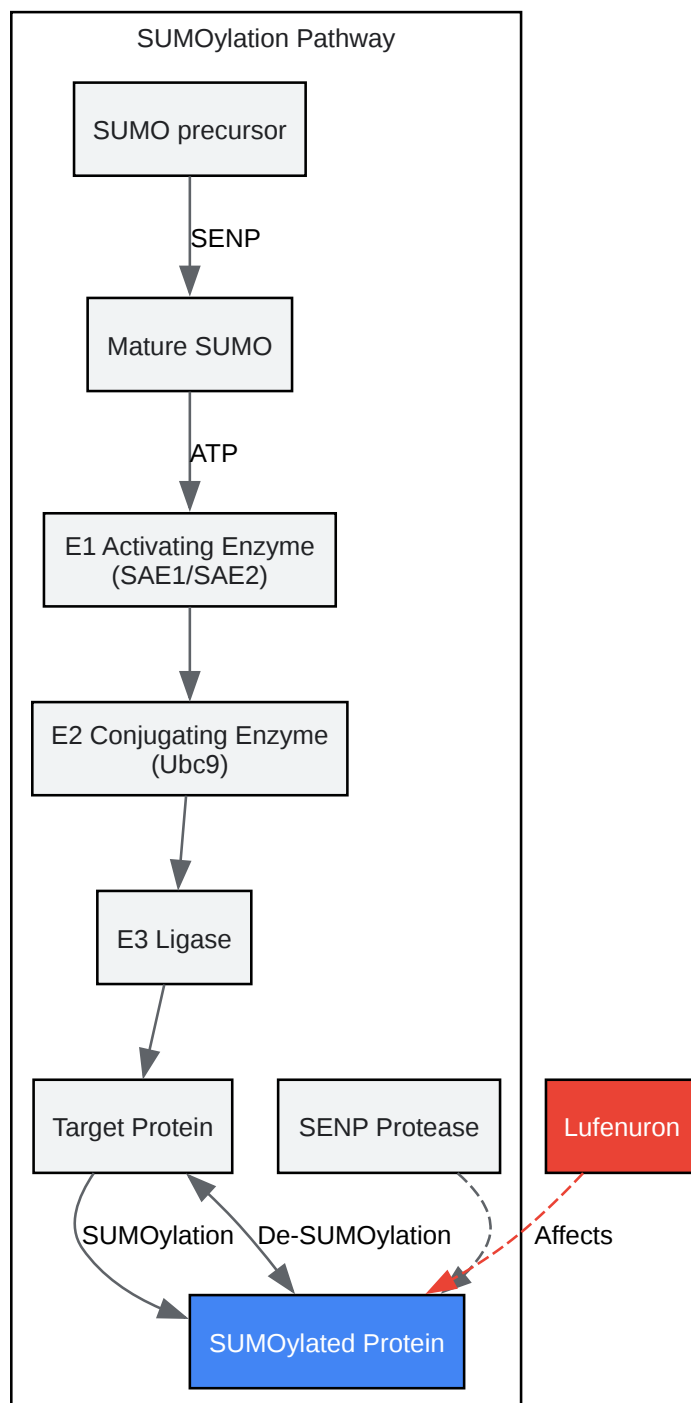 SUMOylation Pathway
SUMO precursor
SENP
Mature SUMO
ATP
E1 Activating Enzyme
(SAE1/SAE2)
E2 Conjugating Enzyme
(Ubc9)
E3 Ligase
Target Protein
SENP Protease
Lufenuron
SUMOylation
De-SUMOylation
Affects
SUMOylated Protein